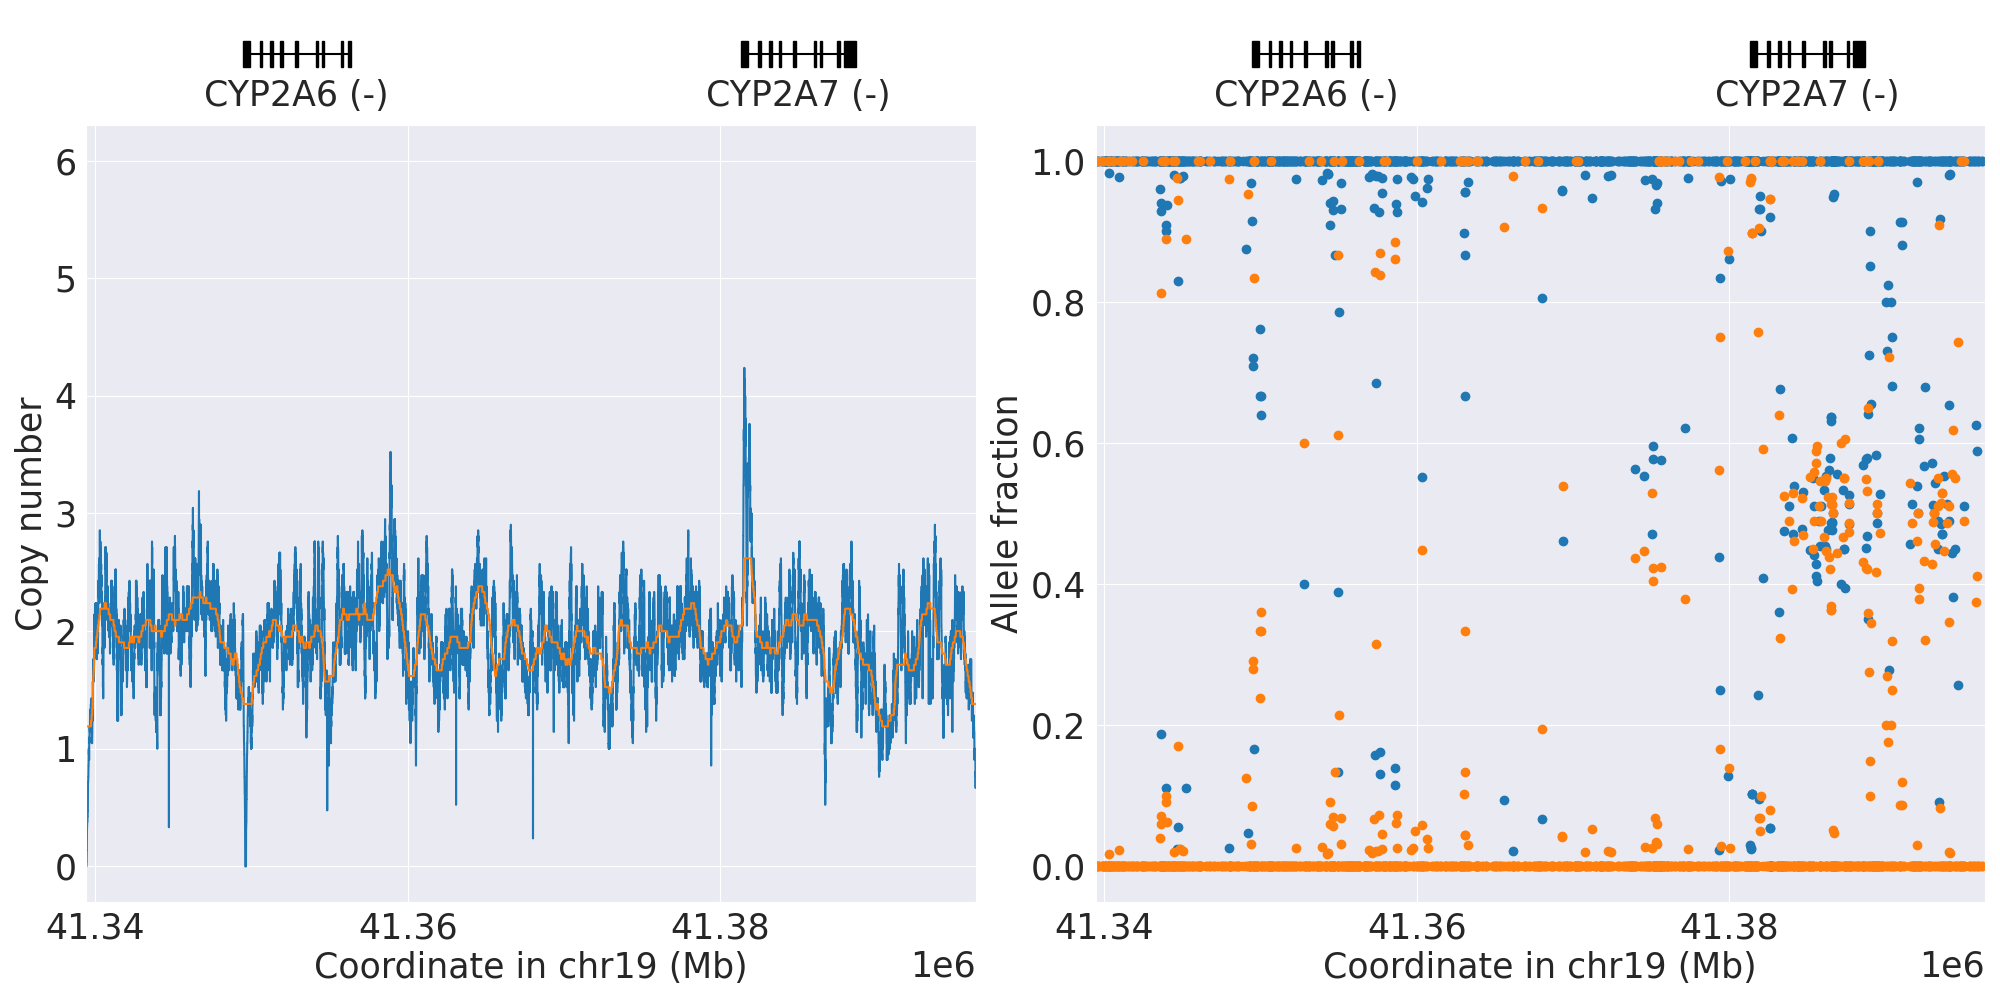 CYP2A6 (-) CYP2A7 (-)
6
5
4
3
2
1
0
Copy number
41.34 41.36 41.38
Coordinate in chr19 (Mb) 1e6
CYP2A6 (-) CYP2A7 (-)
1.0
0.8
0.6
0.4
0.2
0.0
Allele fraction
41.34 41.36 41.38
Coordinate in chr19 (Mb) 1e6